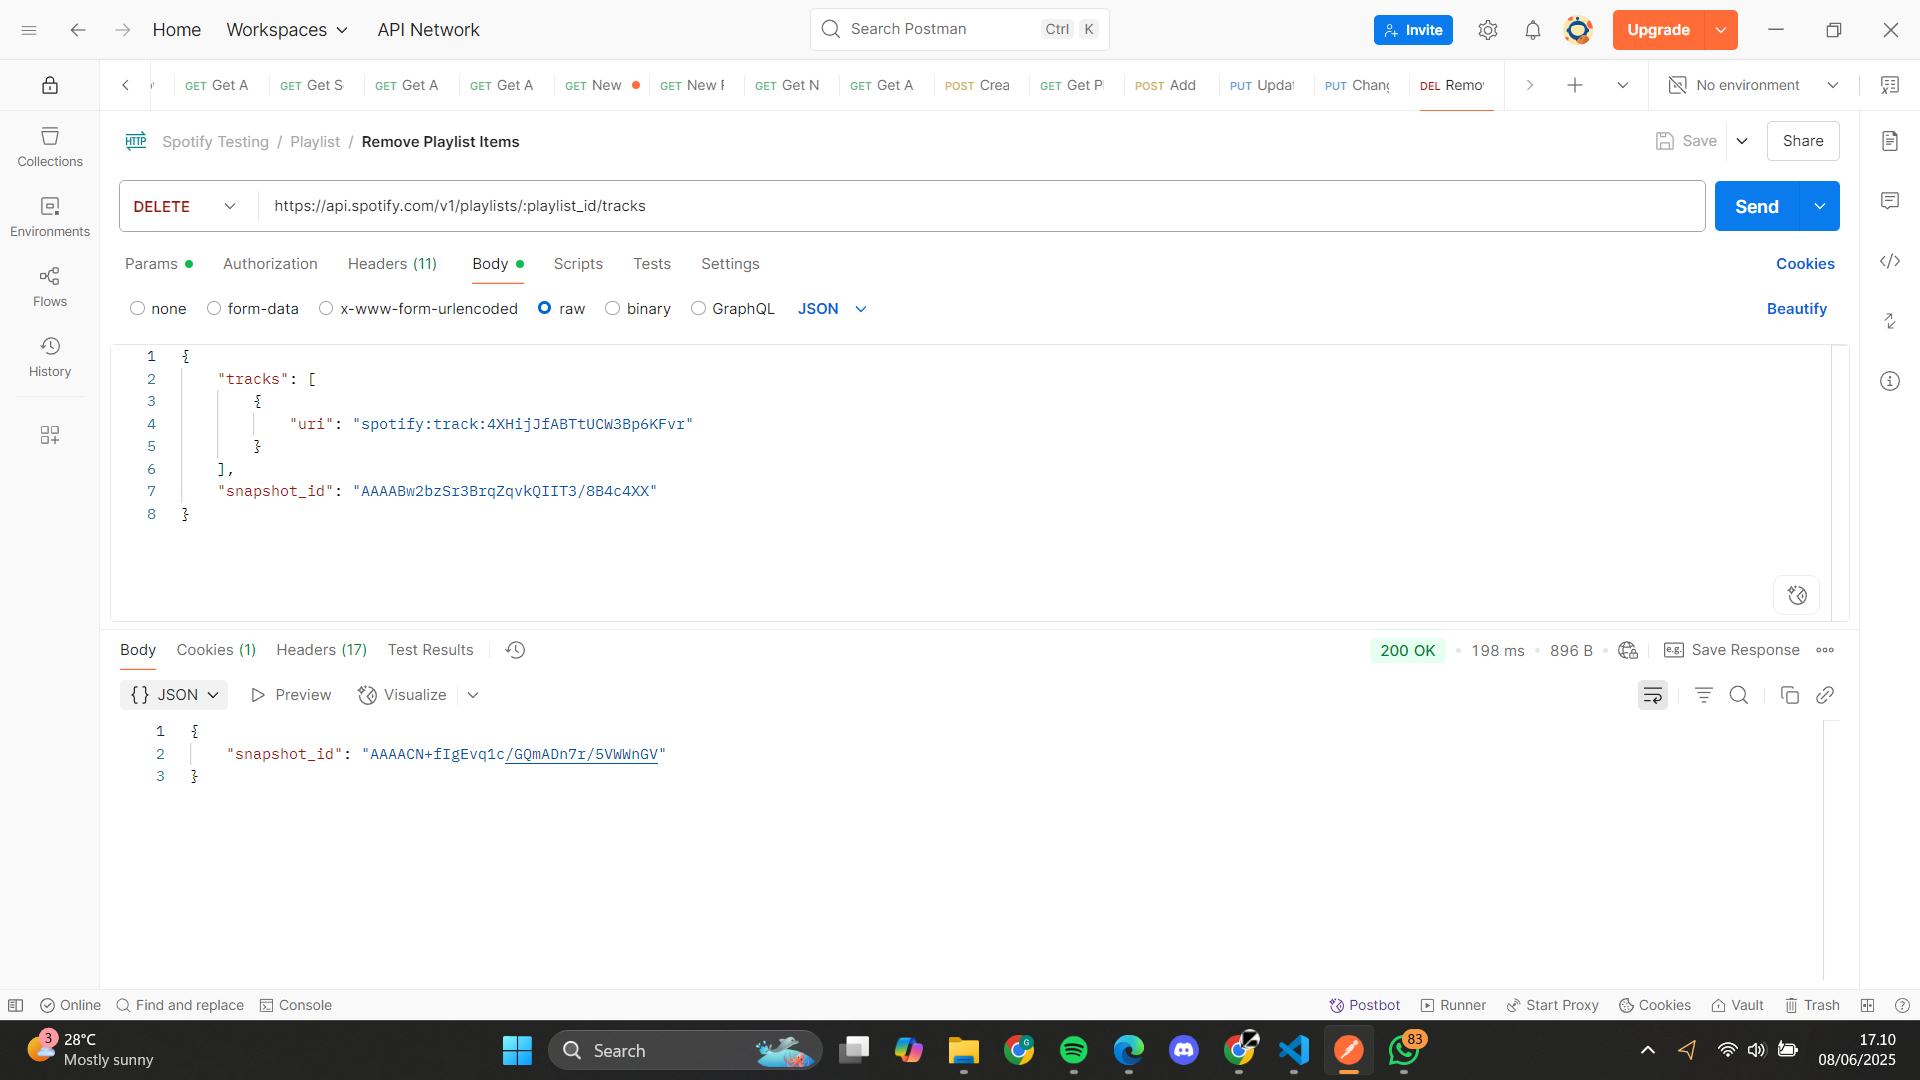 Home
Workspaces
API Network
Search Postman
Ctrl
K
Invite
Upgrade
GET Get A
GET Get S
GET Get A
GET Get A
GET New
GET New
GET Get N
GET Get A
POST Crea
GET Get P
POST Add
PUT Updat
PUT Chang
DEL Remo
No environment
Collections
Environments
Flows
History
HTTP
Spotify Testing / Playlist / Remove Playlist Items
Save
Share
DELETE
https://api.spotify.com/v1/playlists/:playlist_id/tracks
Send
Params
Authorization
Headers (11)
Body
Scripts
Tests
Settings
Cookies
none
form-data
x-www-form-urlencoded
raw
binary
GraphQL
JSON
Beautify
1 {
2 "tracks": [
3 {
4 "uri": "spotify:track:4XHijJfABTtUCW3Bp6KFvr"
5 }
6 ],
7 "snapshot_id": "AAAABw2bzSr3BrqZqvkQIIT3/8B4c4XX"
8 }
Body
Cookies (1)
Headers (17)
Test Results
200 OK
198 ms
896 B
e.g.
Save Response
{} JSON
Preview
Visualize
1 {
2 "snapshot_id": "AAAACN+fIgEvq1c/GQmADn7r/5VWWnGV"
3 }
Online
Find and replace
Console
Postbot
Runner
Start Proxy
Cookies
Vault
Trash
3
28°C
Mostly sunny
Search
G
83
17.10
08/06/2025